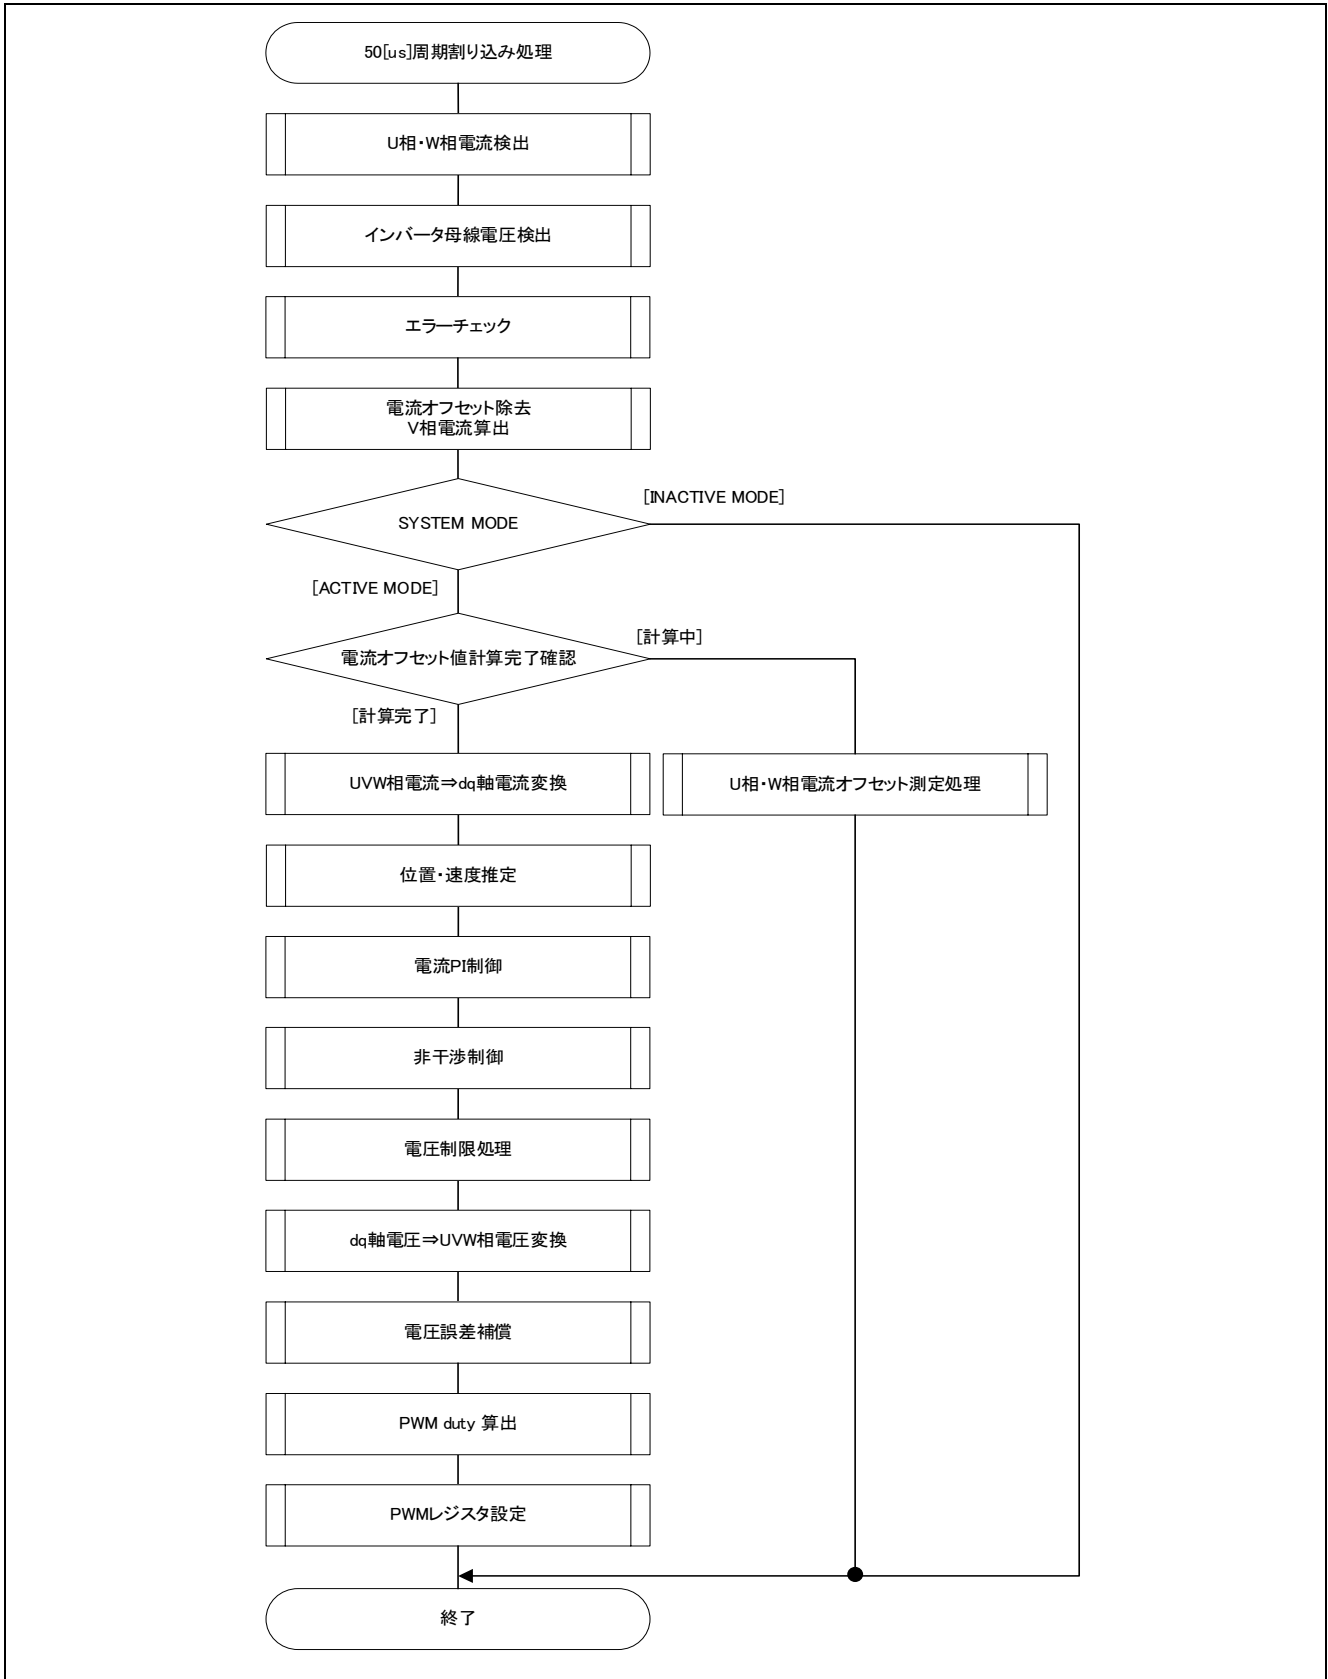 50[us]周期割り込み処理
U相・W相電流検出
インバータ母線電圧検出
エラーチェック
電流オフセット除去
V相電流算出
[INACTIVE MODE]
SYSTEM MODE
[ACTIVE MODE]
[計算中]
電流オフセット値計算完了確認
[計算完了]
UVW相電流⇒dq軸電流変換
U相・W相電流オフセット測定処理
位置・速度推定
電流PI制御
非干渉制御
電圧制限処理
dq軸電圧⇒UVW相電圧変換
電圧誤差補償
PWM duty 算出
PWMレジスタ設定
終了